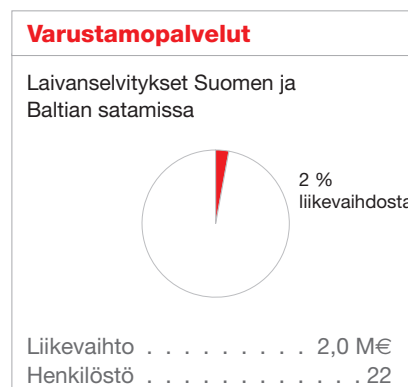 Varustamopalvelut
Laivanselvitykset Suomen ja
Baltian satamissa
2 %
liikevaihdosta
Liikevaihto . . . . . . . . . 2,0 M€
Henkilöstö . . . . . . . . . . . . 22